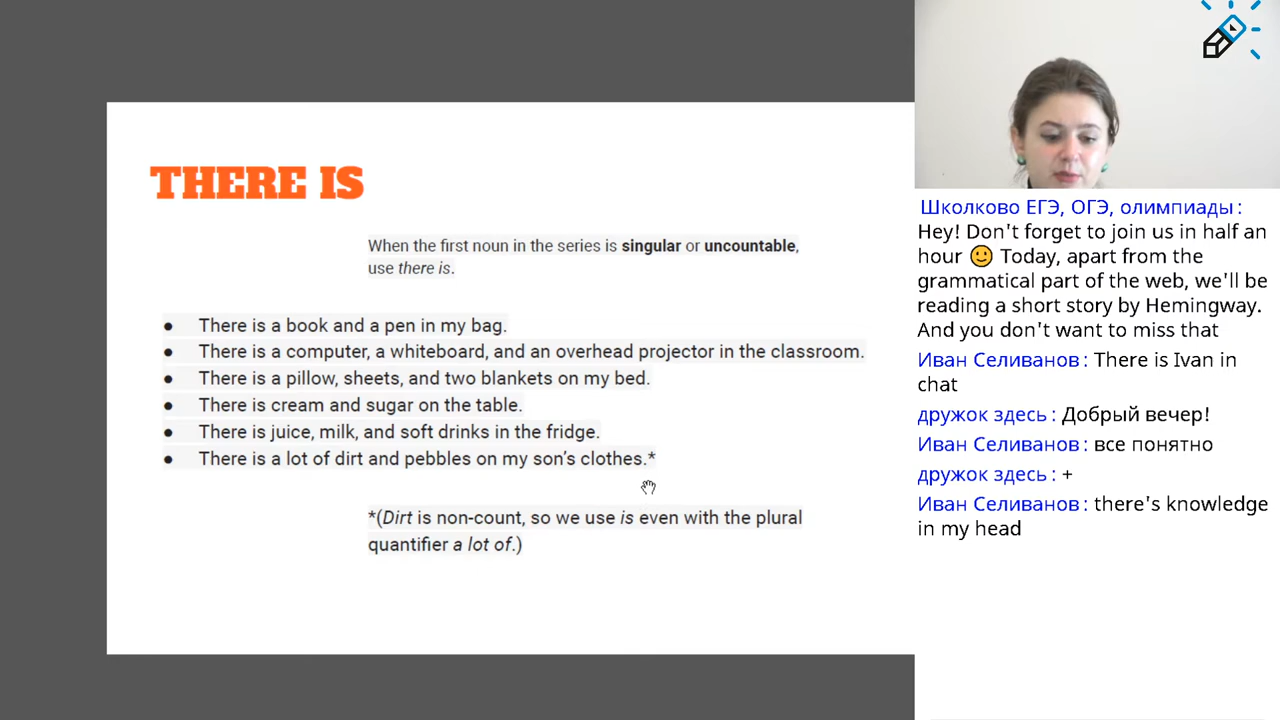 THERE IS
When the first noun in the series is singular or uncountable,
use there is.
● There is a book and a pen in my bag.
● There is a computer, a whiteboard, and an overhead projector in the classroom.
● There is a pillow, sheets, and two blankets on my bed.
● There is cream and sugar on the table.
● There is juice, milk, and soft drinks in the fridge.
● There is a lot of dirt and pebbles on my son's clothes.*
*(Dirt is non-count, so we use is even with the plural
quantifier a lot of.)
Школково ЕГЭ, ОГЭ, олимпиады:
Hey! Don't forget to join us in half an
hour 🙂 Today, apart from the
grammatical part of the web, we'll be
reading a short story by Hemingway.
And you don't want to miss that
Иван Селиванов: There is Ivan in
chat
дружок здесь: Добрый вечер!
Иван Селиванов: все понятно
дружок здесь: +
Иван Селиванов: there's knowledge
in my head